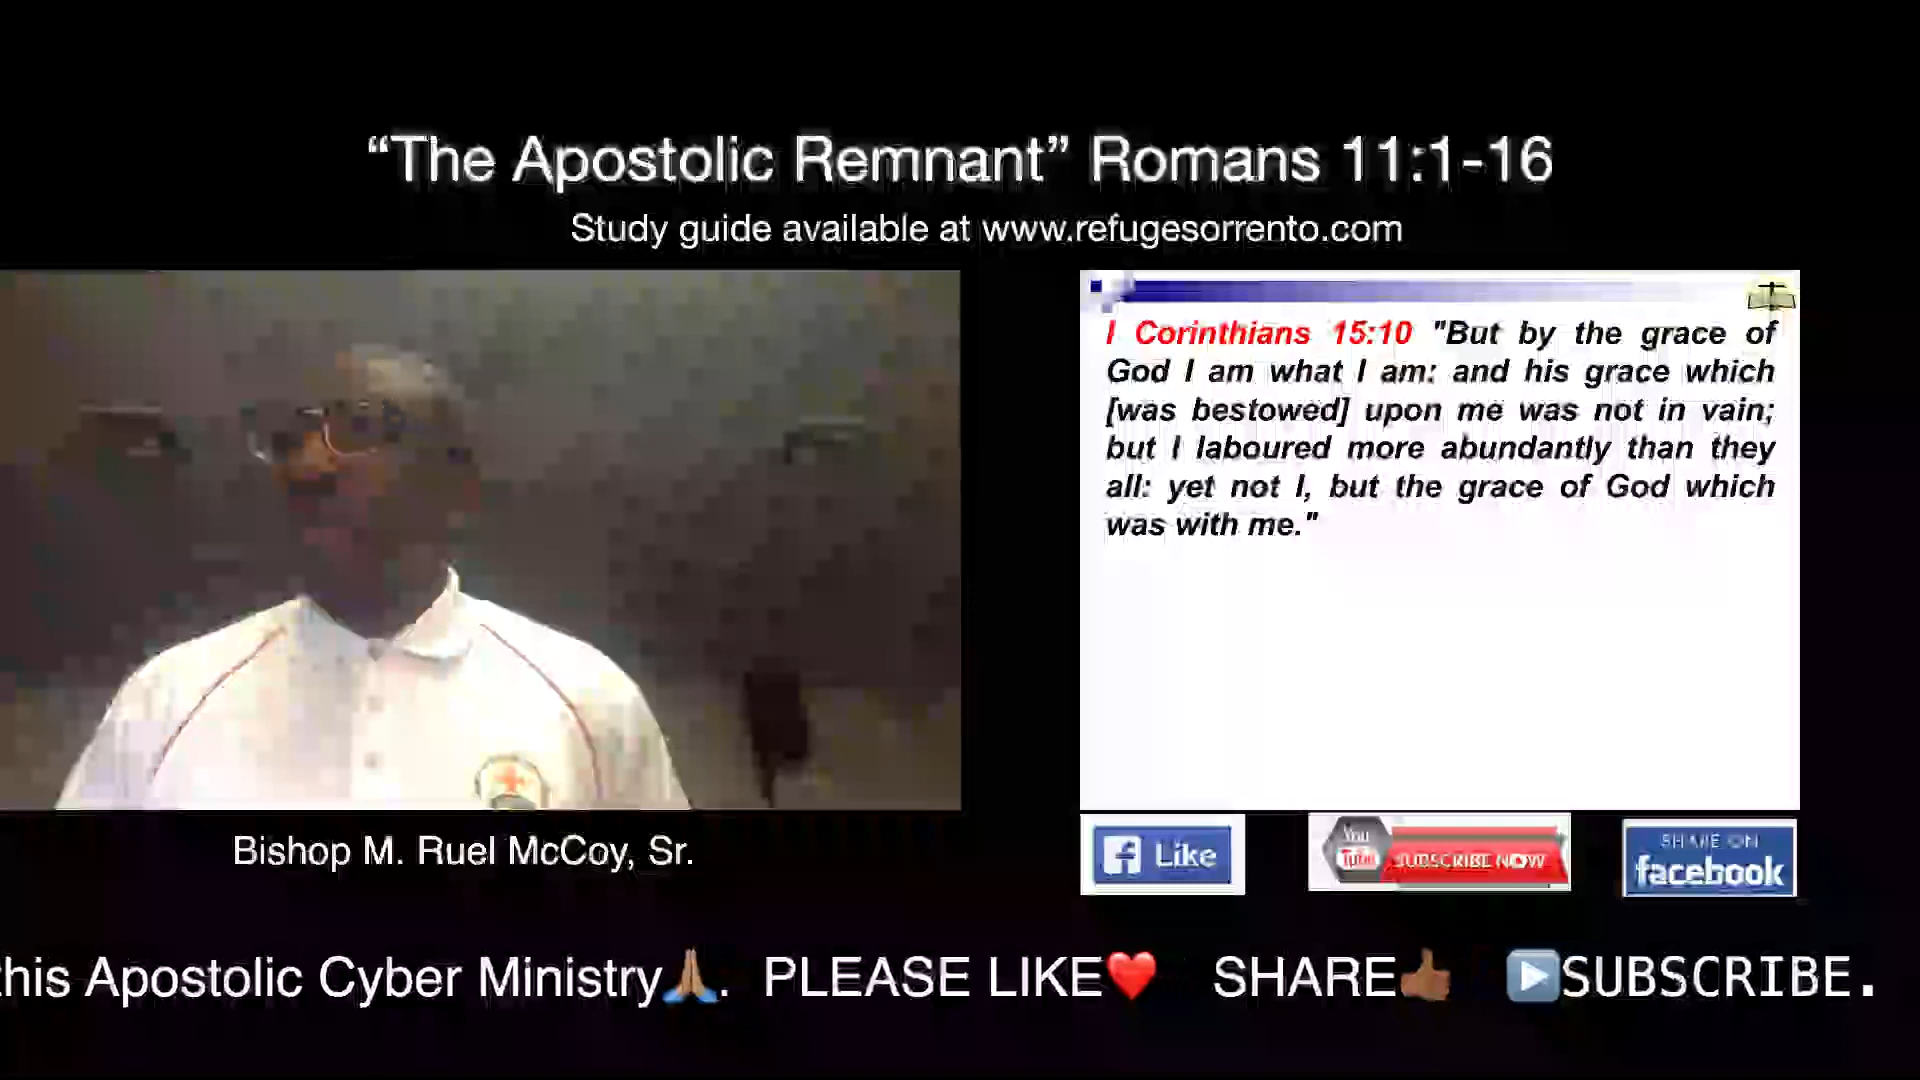 “The Apostolic Remnant” Romans 11:1-16
Study guide available at www.refugesorrento.com
I Corinthians 15:10 "But by the grace of
God I am what I am: and his grace which
[was bestowed] upon me was not in vain;
but I laboured more abundantly than they
all: yet not I, but the grace of God which
was with me."
Bishop M. Ruel McCoy, Sr.
Like
You
Tube
SUBSCRIBE NOW
SHARE ON
facebook
this Apostolic Cyber Ministry🙏🏽. PLEASE LIKE❤️ SHARE👍🏾 ▶️SUBSCRIBE.